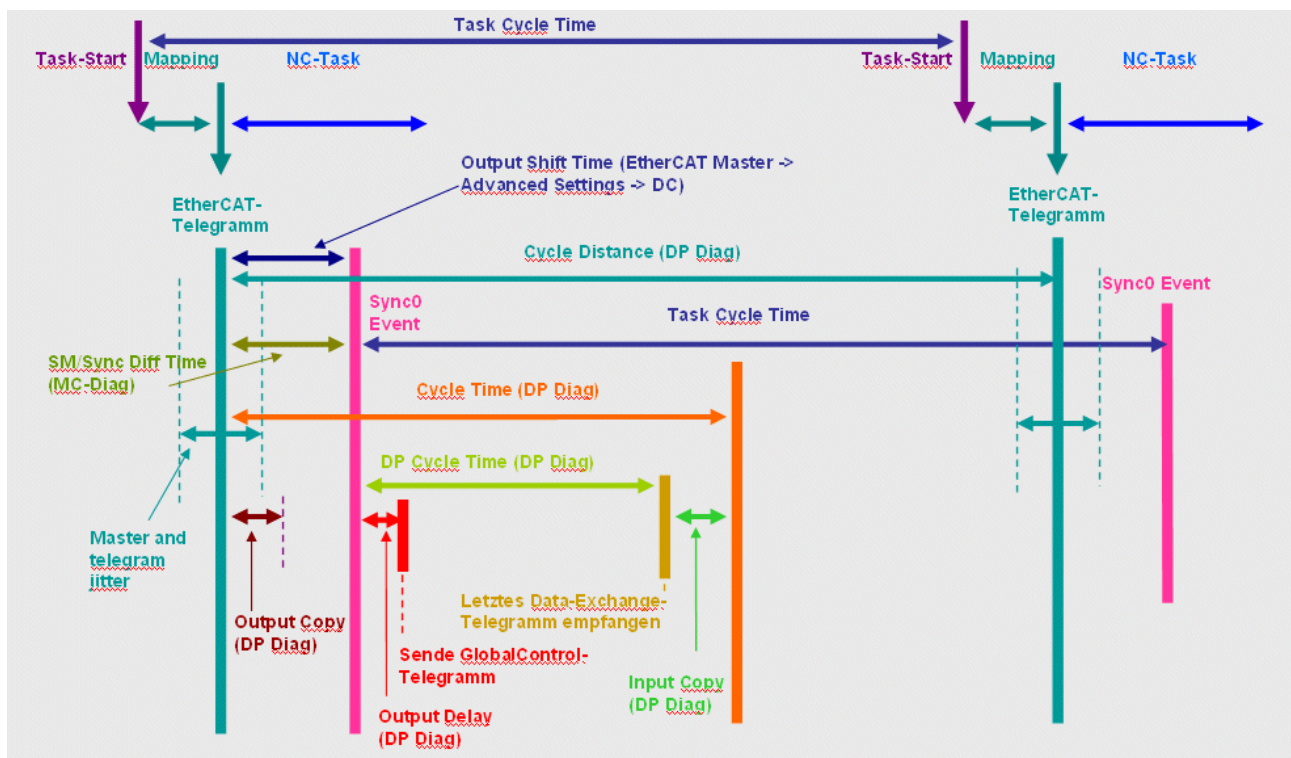 Task Cycle Time
Task-Start
Mapping
NC-Task
Task-Start
Mapping
NC-Task
Output Shift Time (EtherCAT Master ->
Advanced Settings -> DC)
EtherCAT-
Telegramm
EtherCAT-
Telegramm
Cycle Distance (DP Diag)
Sync0
Event
Sync0 Event
Task Cycle Time
SM/Sync Diff Time
(MC-Diag)
Cycle Time (DP Diag)
DP Cycle Time (DP Diag)
Master and
telegram
jitter
Output Copy
(DP Diag)
Letztes Data-Exchange-
Telegramm empfangen
Sende GlobalControl-
Telegramm
Input Copy
(DP Diag)
Output Delay
(DP Diag)